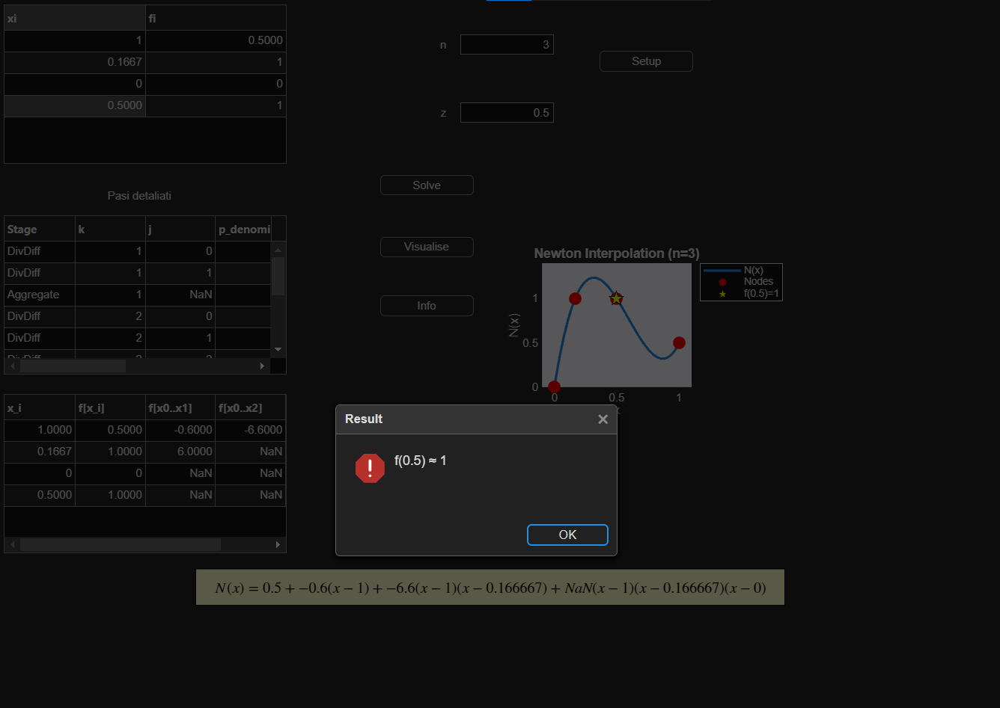 xi fi
1 0.5000
0.1667 1
0 0
0.5000 1
n 3
Setup
z 0.5
Solve
Visualise
Info
Pasi detaliati
Stage k j p_denomi
DivDiff 1 0
DivDiff 1 1
Aggregate 1 NaN
DivDiff 2 0
DivDiff 2 1
DivDiff 2 2
Newton Interpolation (n=3)
N(x)
Nodes
f(0.5)=1
N(x)
1
0.5
0
0 0.5 1
x
x_i f[x_i] f[x0..x1] f[x0..x2]
1.0000 0.5000 -0.6000 -6.6000
0.1667 1.0000 6.0000 NaN
0 0 NaN NaN
0.5000 1.0000 NaN NaN
Result
f(0.5) ≈ 1
OK
N(x) = 0.5 + −0.6(x − 1) + −6.6(x − 1)(x − 0.166667) + NaN(x − 1)(x − 0.166667)(x − 0)